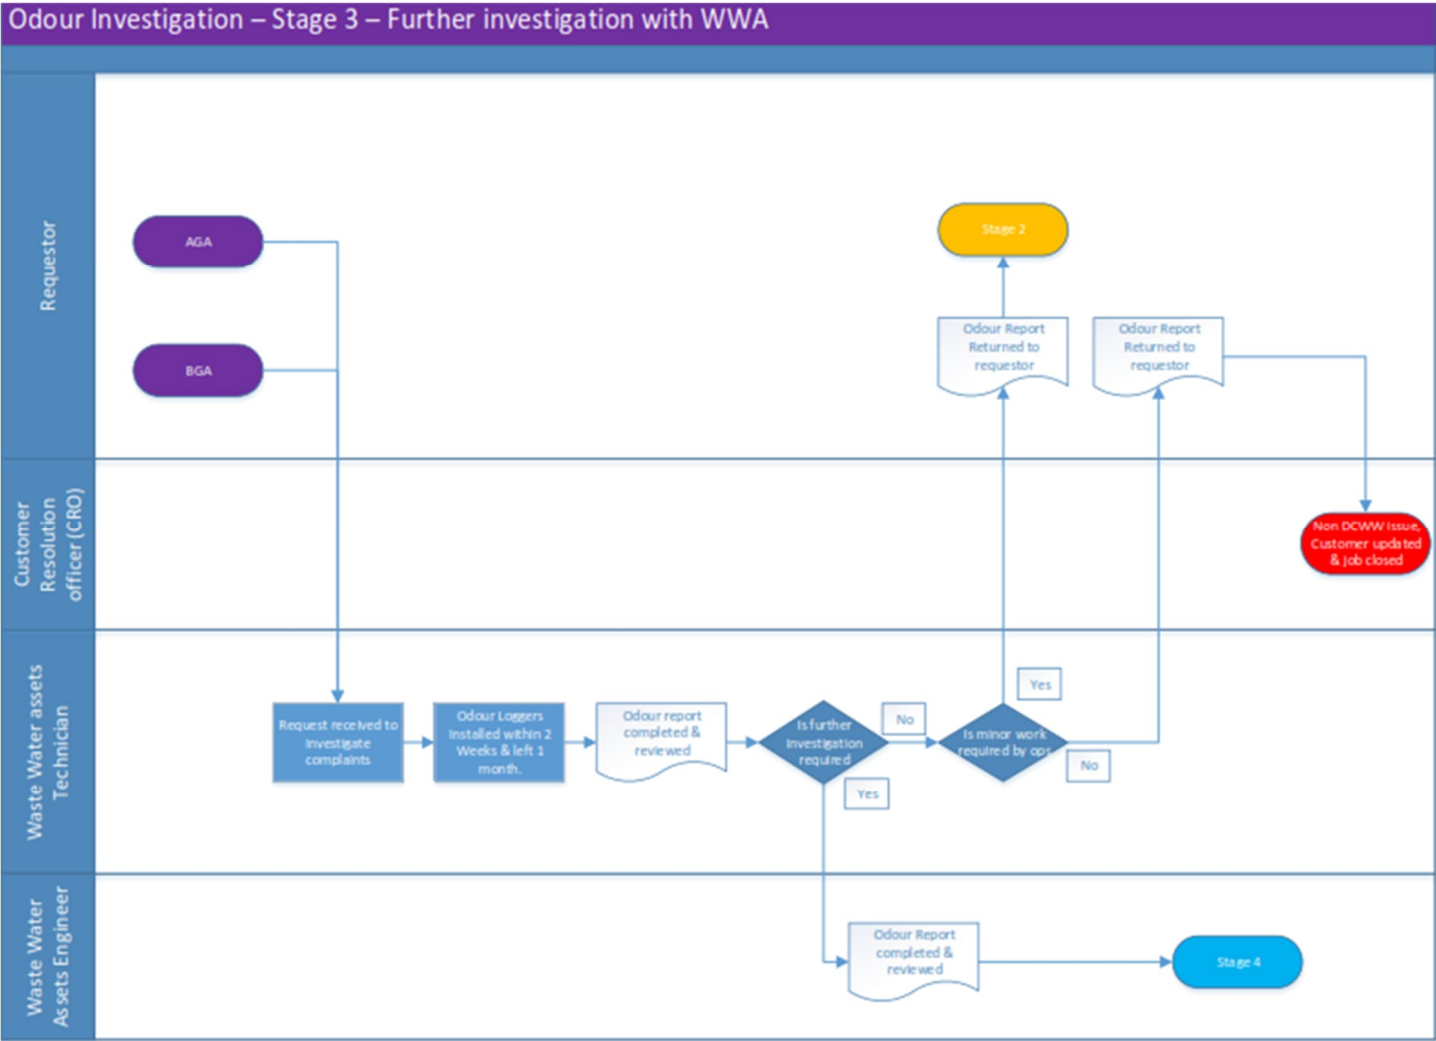 Odour Investigation – Stage 3 – Further investigation with WWA
Requestor
AGA
BGA
Stage 2
Odour Report
Returned to
requestor
Odour Report
Returned to
requestor
Customer
Resolution
officer (CRO)
Non DCWW Issue,
Customer updated
& Job closed
Waste Water assets
Technician
Request received to
investigate
complaints
Odour Loggers
Installed within 2
Weeks & left 1
month.
Odour report
completed &
reviewed
Is further
Investigation
required
No
Yes
Is minor work
required by ops
Yes
No
Waste Water
Assets Engineer
Odour Report
completed &
reviewed
Stage 4